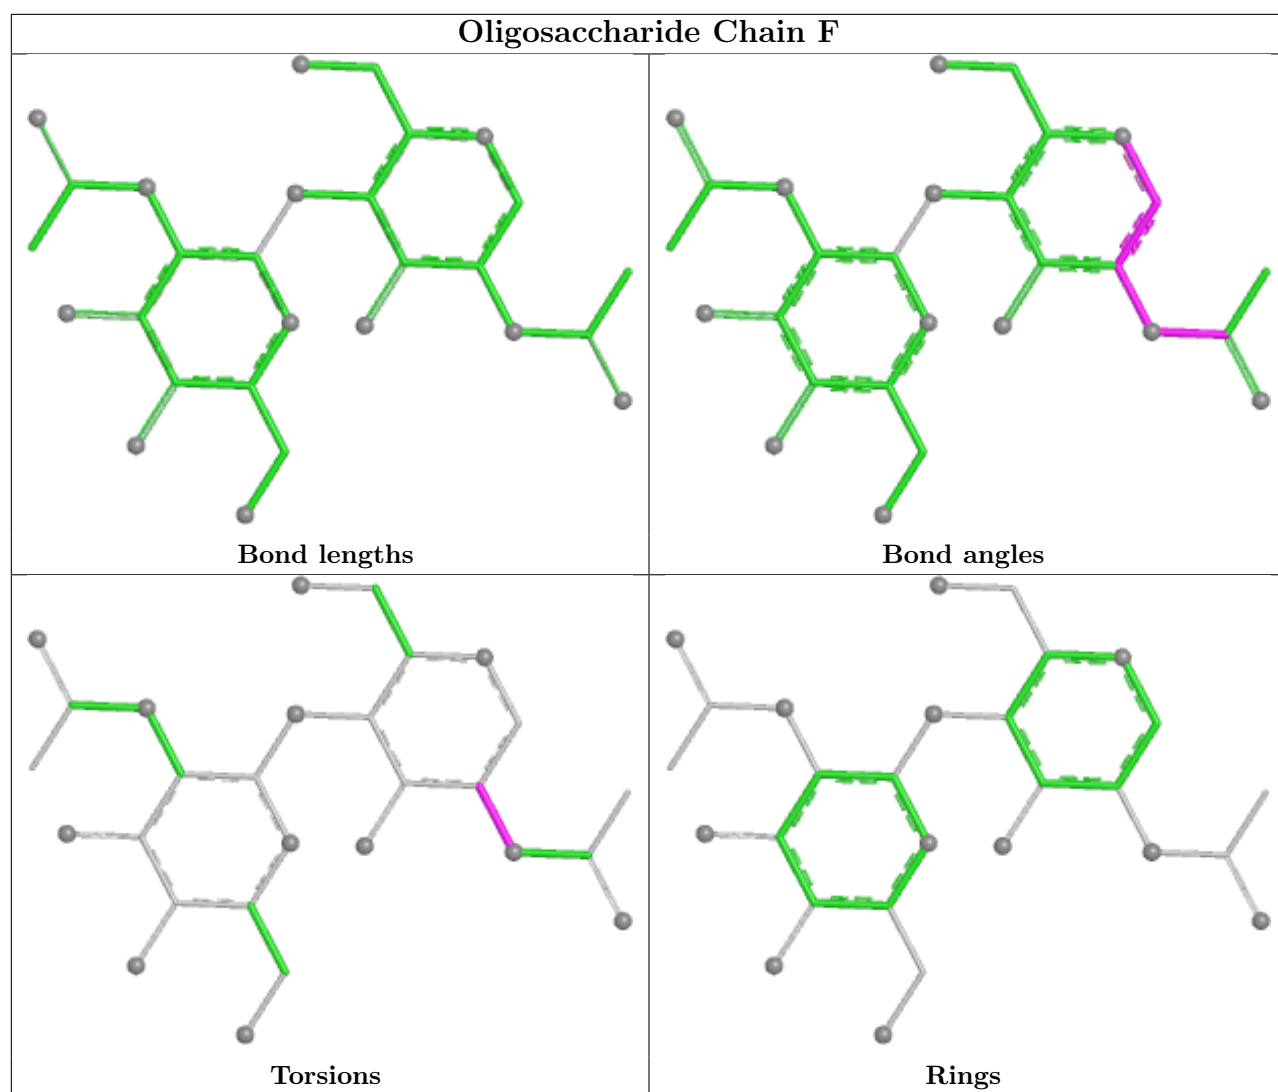 Oligosaccharide Chain F
Bond lengths
Bond angles
Torsions
Rings